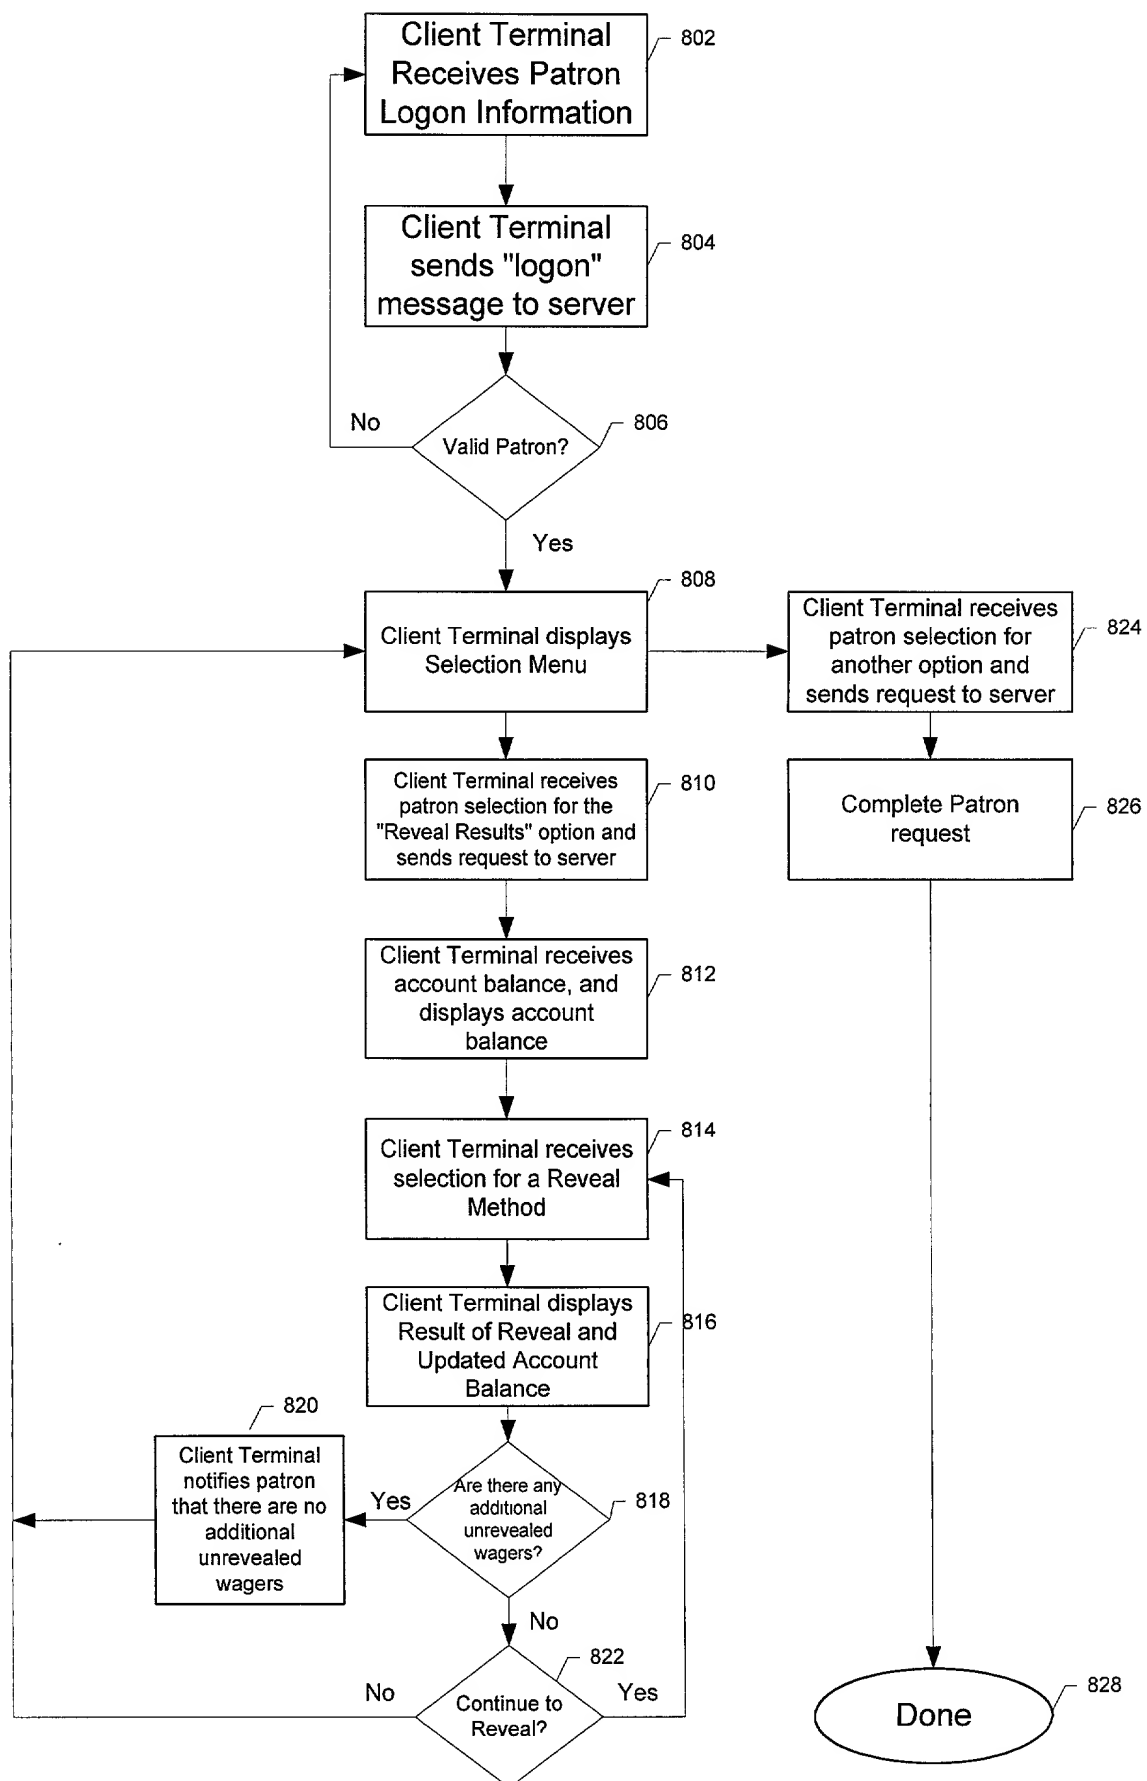 Client Terminal
Receives Patron
Logon Information
802
Client Terminal
sends "logon"
message to server
804
Valid Patron?
806
No
Yes
Client Terminal displays
Selection Menu
808
Client Terminal receives
patron selection for
another option and
sends request to server
824
Client Terminal receives
patron selection for the
"Reveal Results" option and
sends request to server
810
Complete Patron
request
826
Client Terminal receives
account balance, and
displays account
balance
812
Client Terminal receives
selection for a Reveal
Method
814
Client Terminal displays
Result of Reveal and
Updated Account
Balance
816
820
Client Terminal
notifies patron
that there are no
additional
unrevealed
wagers
Yes
Are there any
additional
unrevealed
wagers?
818
No
822
No
Continue to
Reveal?
Yes
Done
828